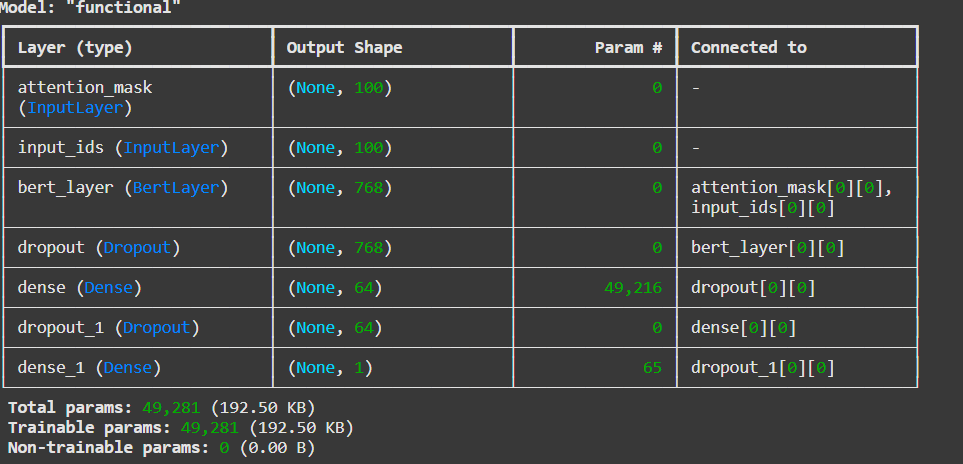 Model: "functional"
Layer (type) Output Shape Param # Connected to
attention_mask (None, 100) 0 -
(InputLayer)
input_ids (InputLayer) (None, 100) 0 -
bert_layer (BertLayer) (None, 768) 0 attention_mask[0][0],
input_ids[0][0]
dropout (Dropout) (None, 768) 0 bert_layer[0][0]
dense (Dense) (None, 64) 49,216 dropout[0][0]
dropout_1 (Dropout) (None, 64) 0 dense[0][0]
dense_1 (Dense) (None, 1) 65 dropout_1[0][0]
Total params: 49,281 (192.50 KB)
Trainable params: 49,281 (192.50 KB)
Non-trainable params: 0 (0.00 B)